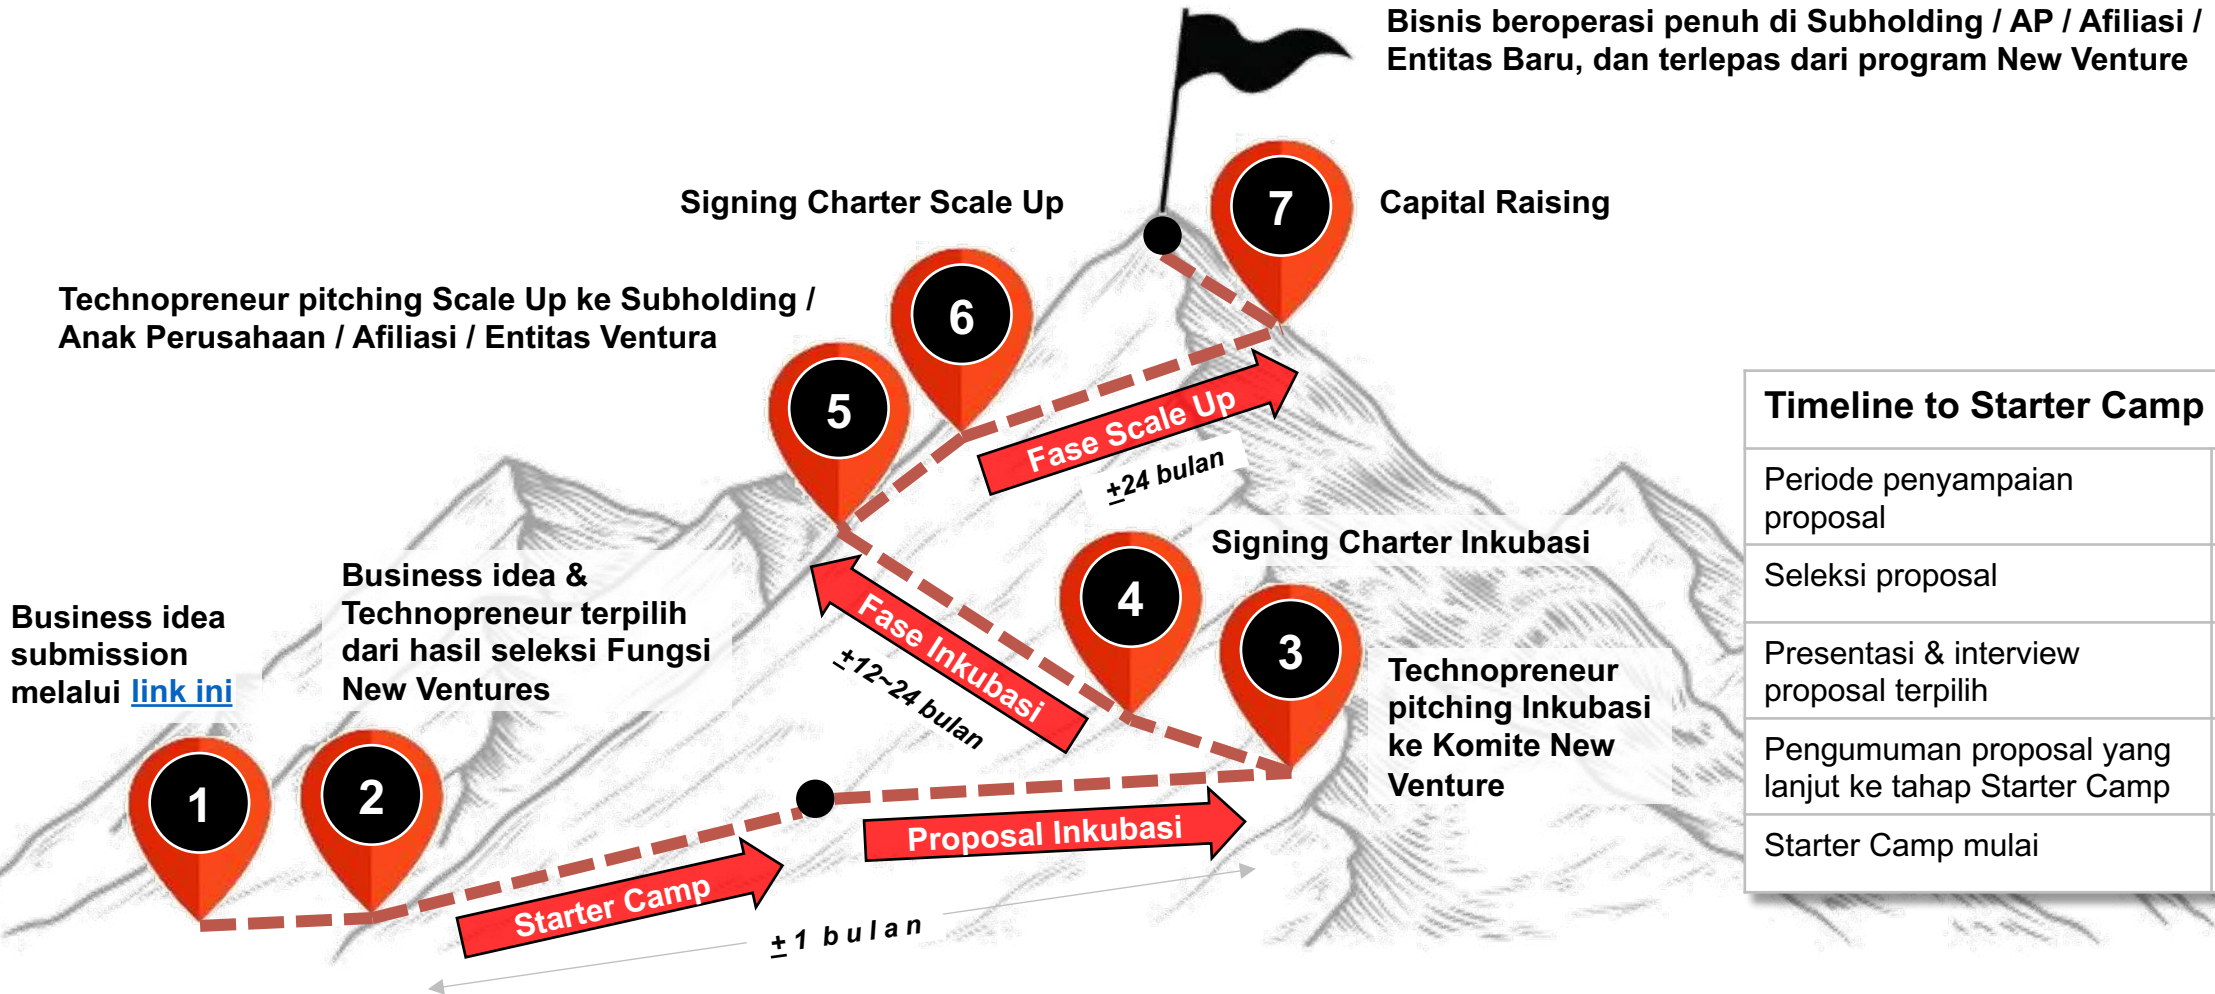 Bisnis beroperasi penuh di Subholding / AP / Afiliasi /
Entitas Baru, dan terlepas dari program New Venture
7
Capital Raising
Signing Charter Scale Up
6
Technopreneur pitching Scale Up ke Subholding /
Anak Perusahaan / Afiliasi / Entitas Ventura
5
Fase Scale Up
±24 bulan
Signing Charter Inkubasi
4
Fase Inkubasi
±12~24 bulan
3
Technopreneur
pitching Inkubasi
ke Komite New
Venture
Business idea &
Technopreneur terpilih
dari hasil seleksi Fungsi
New Ventures
2
Business idea
submission
melalui link ini
1
Starter Camp
Proposal Inkubasi
± 1 bulan
Timeline to Starter Camp
Periode penyampaian
proposal
Seleksi proposal
Presentasi & interview
proposal terpilih
Pengumuman proposal yang
lanjut ke tahap Starter Camp
Starter Camp mulai